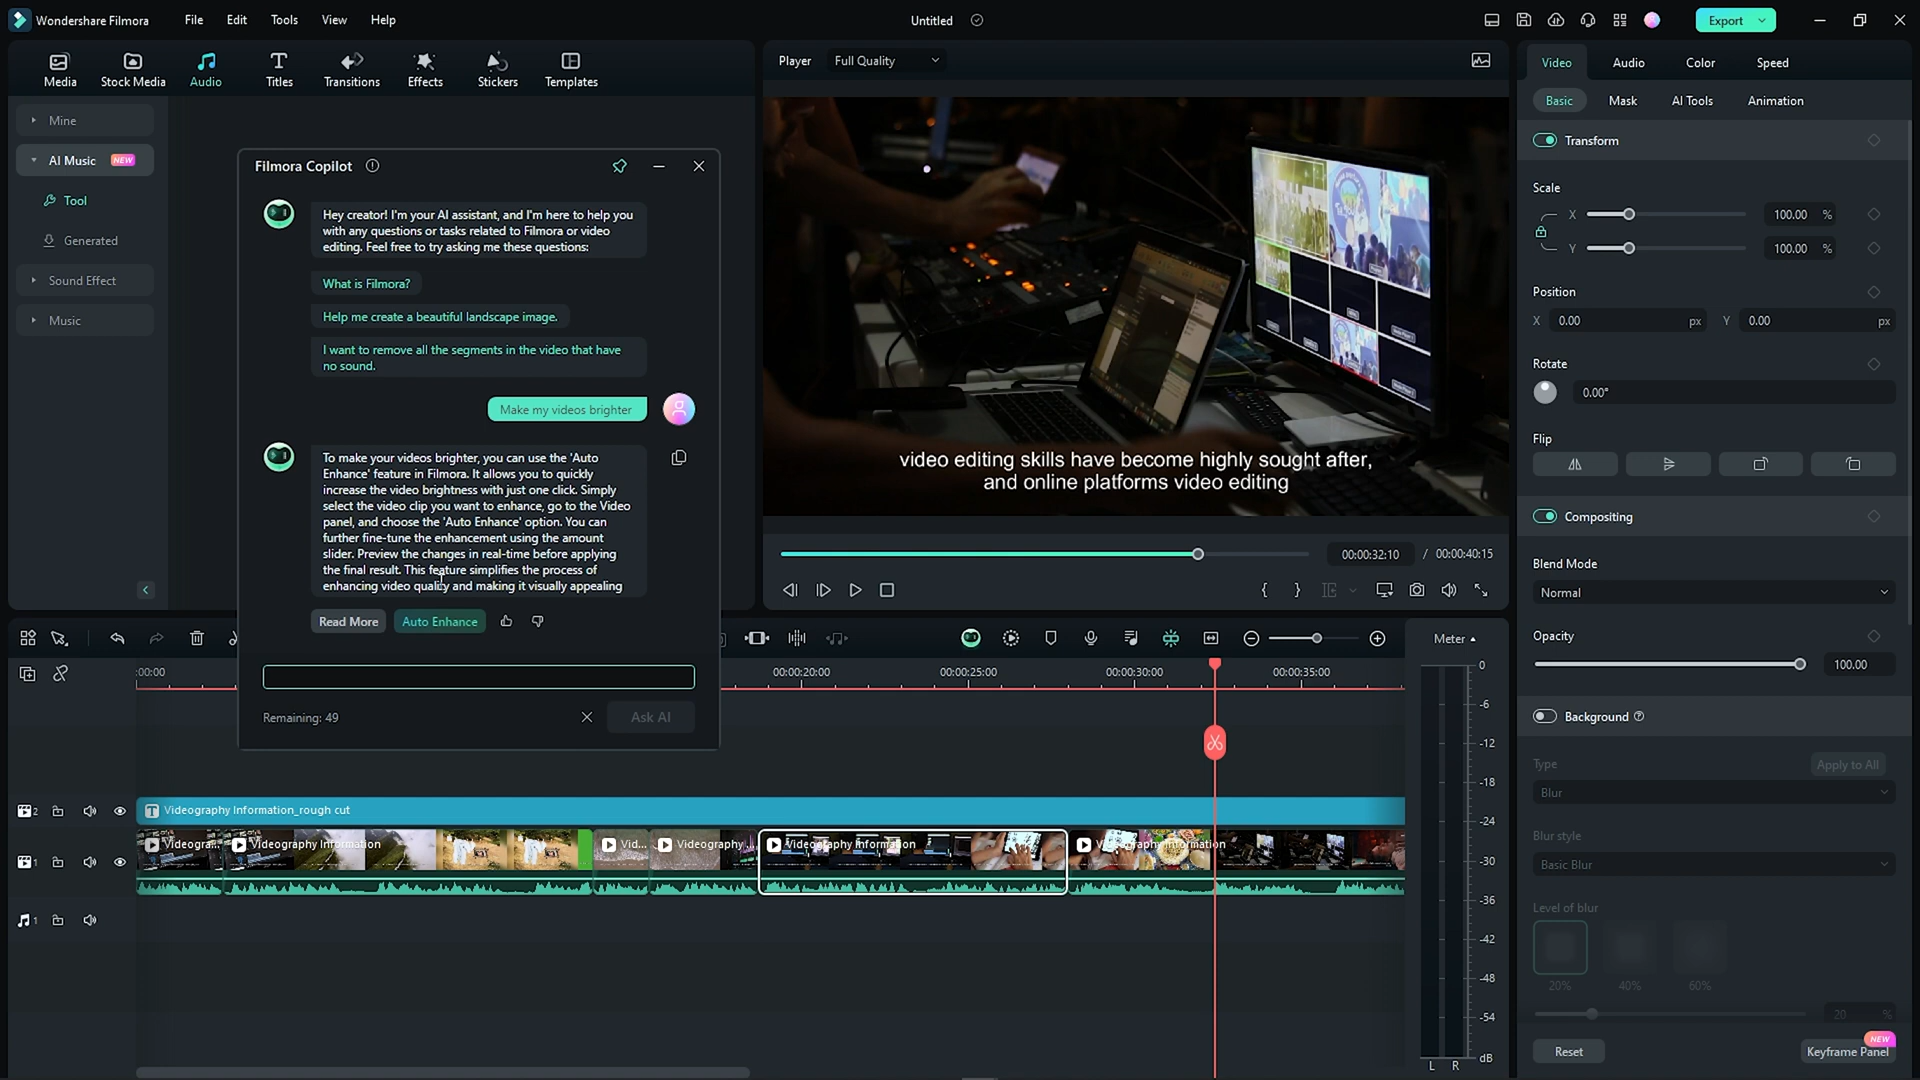 Wondershare Filmora
File Edit Tools View Help
Untitled
Export
Media
Stock Media
Audio
Titles
Transitions
Effects
Stickers
Templates
Mine
AI Music NEW
Tool
Generated
Sound Effect
Music
Filmora Copilot
Hey creator! I'm your AI assistant, and I'm here to help you
with any questions or tasks related to Filmora or video
editing. Feel free to try asking me these questions:
What is Filmora?
Help me create a beautiful landscape image.
I want to remove all the segments in the video that have
no sound.
Make my videos brighter
To make your videos brighter, you can use the 'Auto
Enhance' feature in Filmora. It allows you to quickly
increase the video brightness with just one click. Simply
select the video clip you want to enhance, go to the Video
panel, and choose the 'Auto Enhance' option. You can
further fine-tune the enhancement using the amount
slider. Preview the changes in real-time before applying
the final result. This feature simplifies the process of
enhancing video quality and making it visually appealing
Read More
Auto Enhance
Remaining: 49
Ask AI
Player
Full Quality
video editing skills have become highly sought after,
and online platforms video editing
00:00:32:10 / 00:00:40:15
Video
Audio
Color
Speed
Basic
Mask
AI Tools
Animation
Transform
Scale
X 100.00 %
Y 100.00 %
Position
X 0.00 px Y 0.00 px
Rotate
0.00°
Flip
Compositing
Blend Mode
Normal
Opacity
100.00
Background
Type
Apply to All
Blur
Blur style
Basic Blur
Level of blur
20% 40% 60%
20 %
Reset
NEW
Keyframe Panel
Meter
:00:00
00:00:20:00
00:00:25:00
00:00:30:00
00:00:35:00
0
-6
-12
-18
-24
-30
-36
-42
-48
-54
dB
L R
2
Videography Information_rough cut
1
Videogra...
Videography Information
Vid...
Videography ...
Videography Information
Videography Information
1